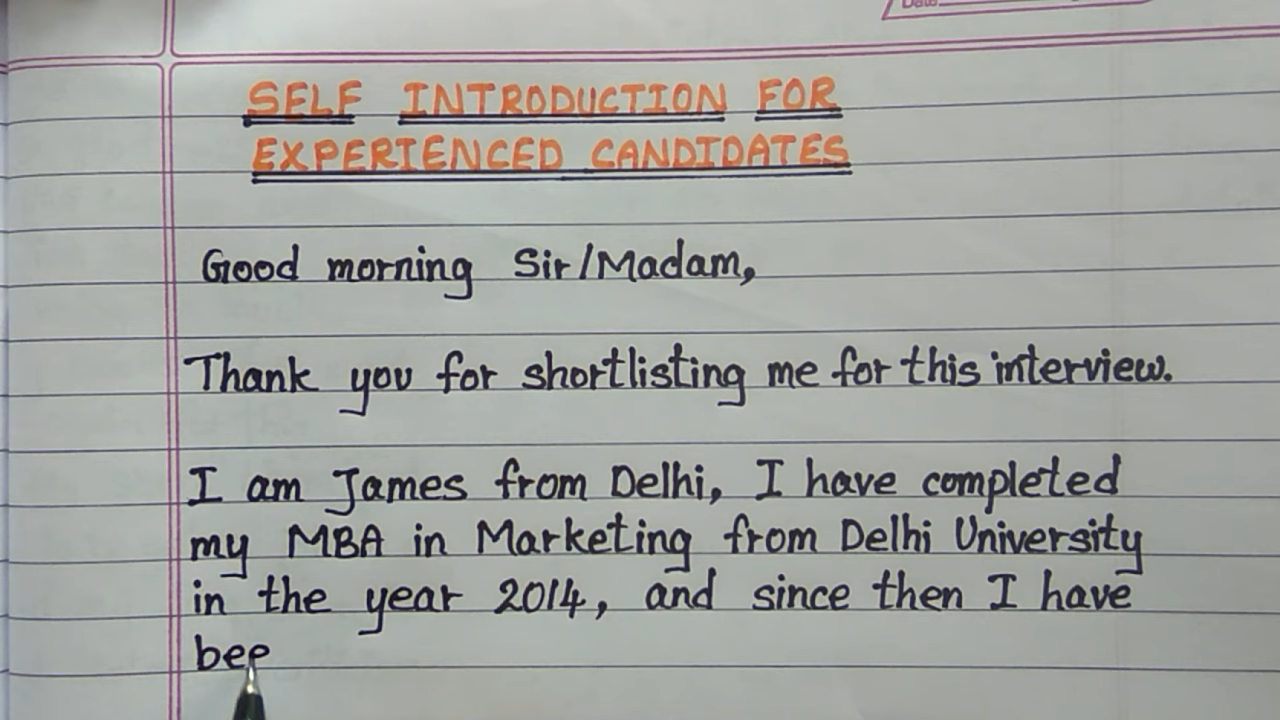 Date
SELF INTRODUCTION FOR
EXPERIENCED CANDIDATES
Good morning Sir/Madam,
Thank you for shortlisting me for this interview.
I am James from Delhi, I have completed
my MBA in Marketing from Delhi University
in the year 2014, and since then I have
bee